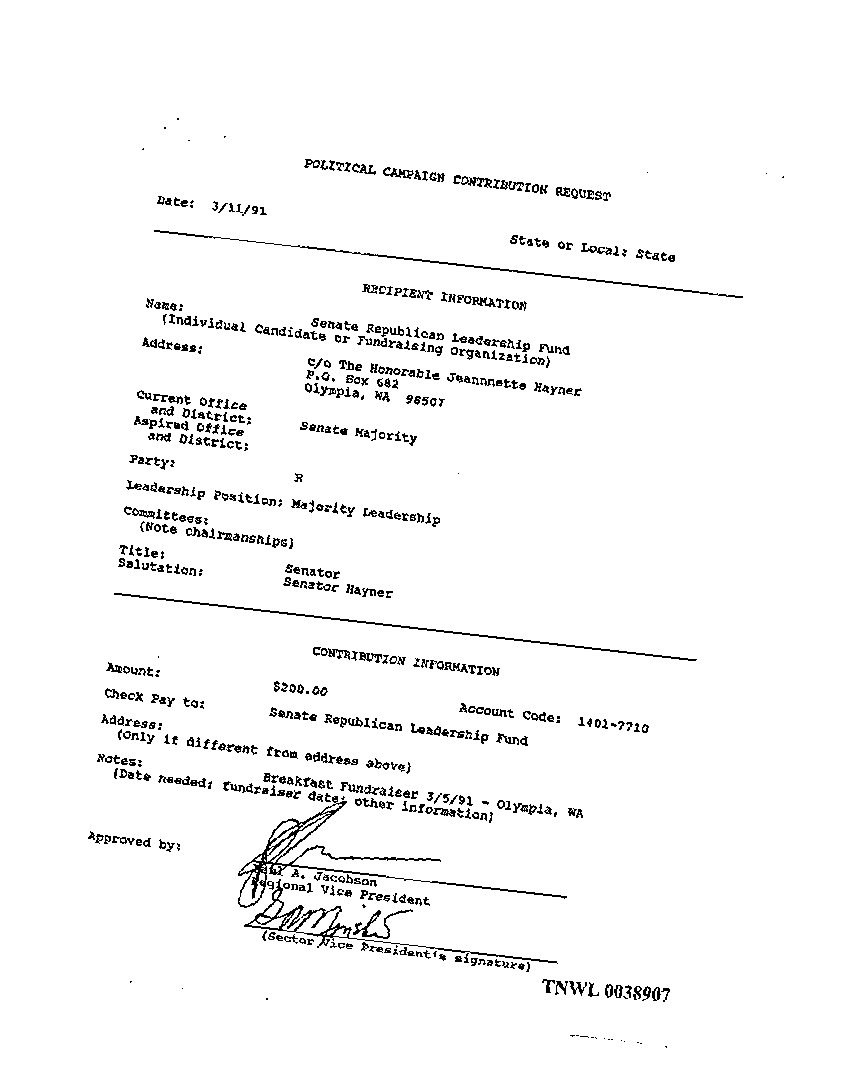 POLITICAL CAMPAIGN CONTRIBUTION REQUEST
Date: 3/11/91
State or Local: State
RECIPIENT INFORMATION
Name: Senate Republican Leadership Fund
(Individual Candidate or Fundraising Organization)
Address: c/o The Honorable Jeannnette Hayner
P.O. Box 682
Olympia, WA 98507
Current Office
and District: Senate Majority
Aspired Office
and District:
Party: R
Leadership Position: Majority Leadership
Committees:
(Note chairmanships)
Title: Senator
Salutation: Senator Hayner
CONTRIBUTION INFORMATION
Amount: $200.00 Account Code: 1401-7710
Check Pay to: Senate Republican Leadership Fund
Address:
(Only if different from address above)
Notes: Breakfast Fundraiser 3/5/91 - Olympia, WA
(Date needed; fundraiser date; other information)
Approved by:
A. Jacobson
Regional Vice President
(Sector Vice President's signature)
TNWL 0038907